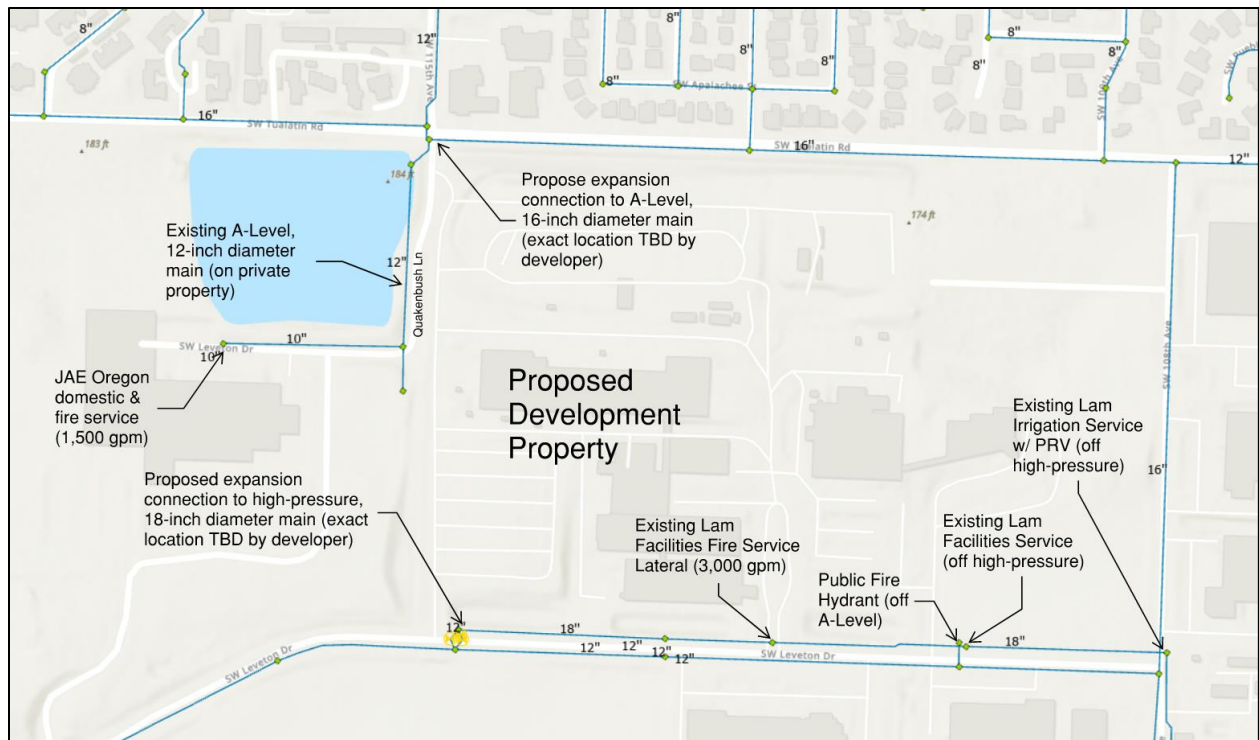 8"
8"
12"
8"
8"
8"
8"
8"
8"
SW 115th Ave
8"
SW Apalachee St
SW 108th Ave
16"
SW Tualatin Rd
16"
SW Tualatin Rd
12"
183 ft
184 ft
174 ft
Propose expansion
connection to A-Level,
16-inch diameter main
(exact location TBD by
developer)
Existing A-Level,
12-inch diameter
main (on private
property)
12"
Quakenbush Ln
10"
SW Leveton Dr
10"
SW 108th Ave
JAE Oregon
domestic &
fire service
(1,500 gpm)
Proposed
Development
Property
Existing Lam
Irrigation Service
w/ PRV (off
high-pressure)
16"
Proposed expansion
connection to high-pressure,
18-inch diameter main (exact
location TBD by developer)
Existing Lam
Facilities Fire Service
Lateral (3,000 gpm)
Existing Lam
Facilities Service
(off high-pressure)
Public Fire
Hydrant (off
A-Level)
12"
18"
18"
12"
12"
12"
12"
SW Leveton Dr
SW Leveton Dr